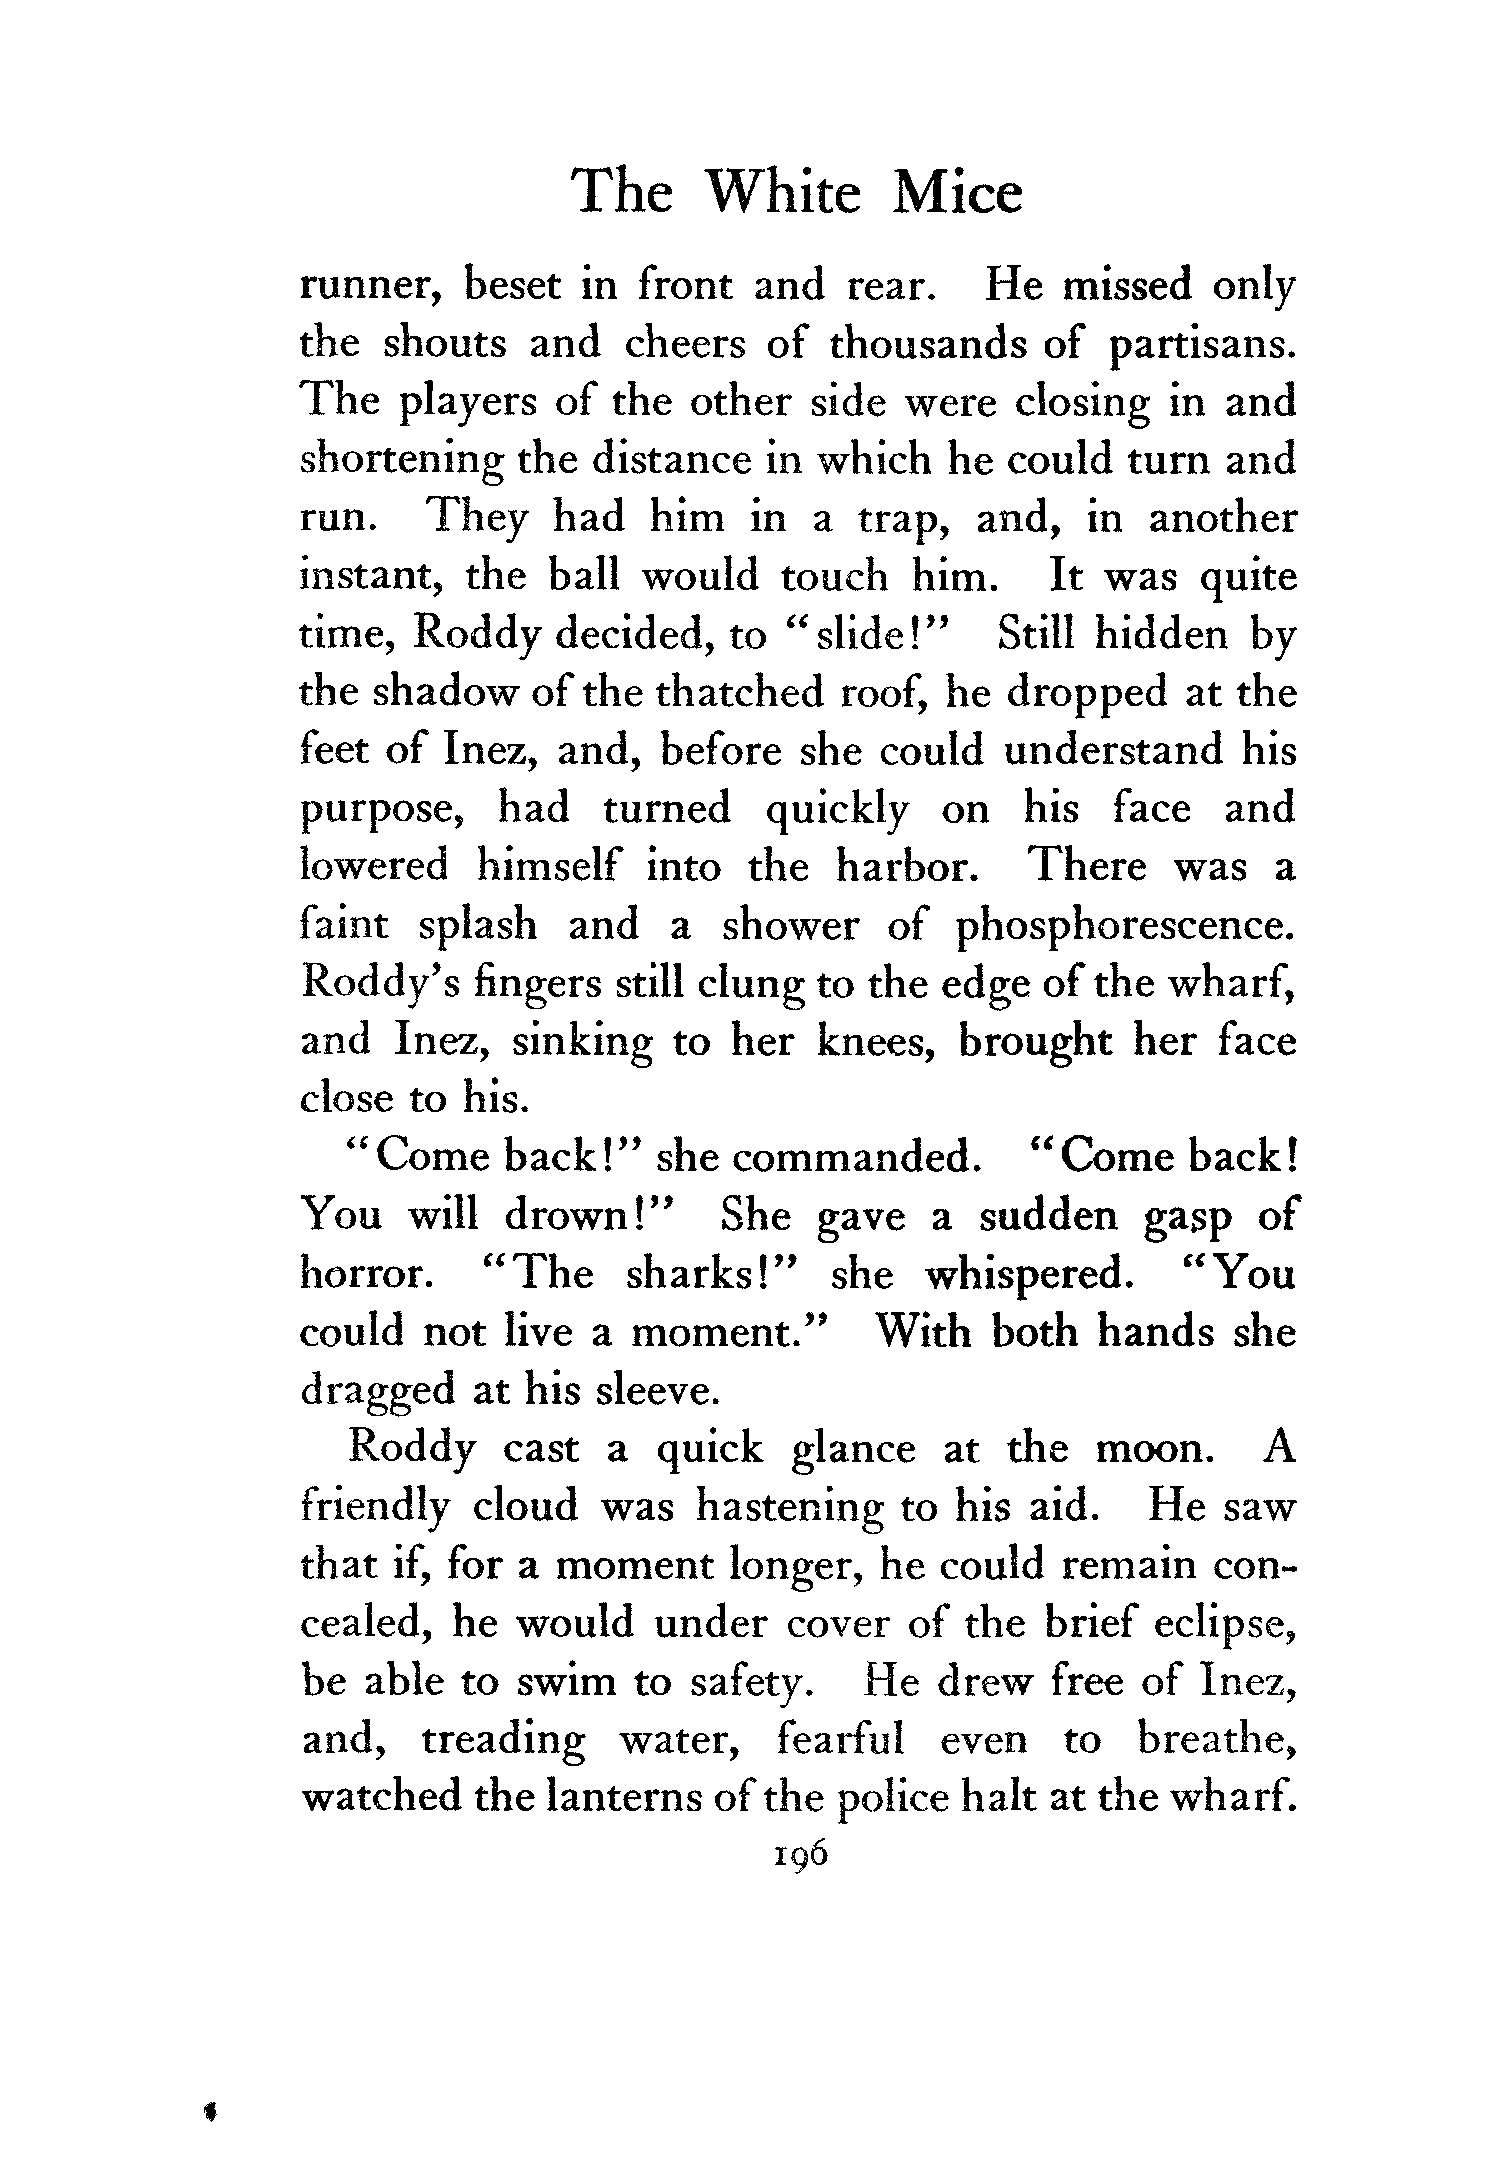 The White Mice
runner, beset in front and rear. He missed only
the shouts and cheers of thousands of partisans.
The players of the other side were closing in and
shortening the distance in which he could turn and
run. They had him in a trap, and, in another
instant, the ball would touch him. It was quite
time, Roddy decided, to "slide!" Still hidden by
the shadow of the thatched roof, he dropped at the
feet of Inez, and, before she could understand his
purpose, had turned quickly on his face and
lowered himself into the harbor. There was a
faint splash and a shower of phosphorescence.
Roddy's fingers still clung to the edge of the wharf,
and Inez, sinking to her knees, brought her face
close to his.
"Come back!" she commanded. "Come back!
You will drown!" She gave a sudden gasp of
horror. "The sharks!" she whispered. "You
could not live a moment." With both hands she
dragged at his sleeve.
Roddy cast a quick glance at the moon. A
friendly cloud was hastening to his aid. He saw
that if, for a moment longer, he could remain con-
cealed, he would under cover of the brief eclipse,
be able to swim to safety. He drew free of Inez,
and, treading water, fearful even to breathe,
watched the lanterns of the police halt at the wharf.
196